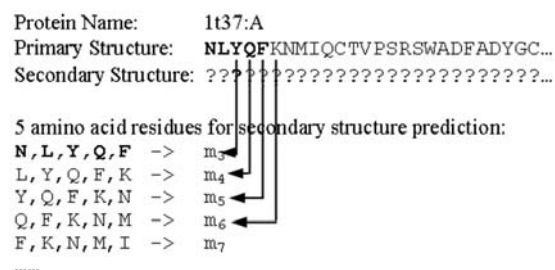 Protein Name: 1t37:A
Primary Structure: NLYQFKNMIQCTVPSRSWADFADYGC...
Secondary Structure: ??????????????????????????...
5 amino acid residues for secondary structure prediction:
N,L,Y,Q,F -> m3
L,Y,Q,F,K -> m4
Y,Q,F,K,N -> m5
Q,F,K,N,M -> m6
F,K,N,M,I -> m7
......